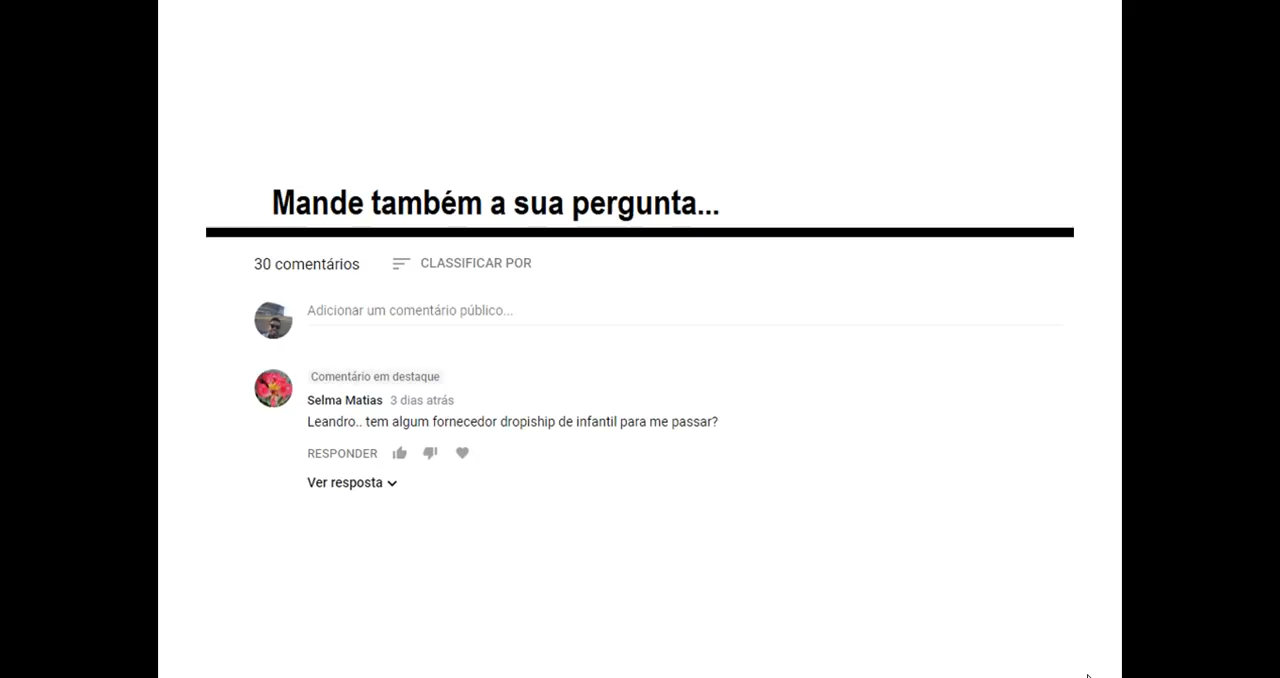 Mande também a sua pergunta...
30 comentários CLASSIFICAR POR
Adicionar um comentário público...
Comentário em destaque
Selma Matias 3 dias atrás
Leandro.. tem algum fornecedor dropiship de infantil para me passar?
RESPONDER
Ver resposta